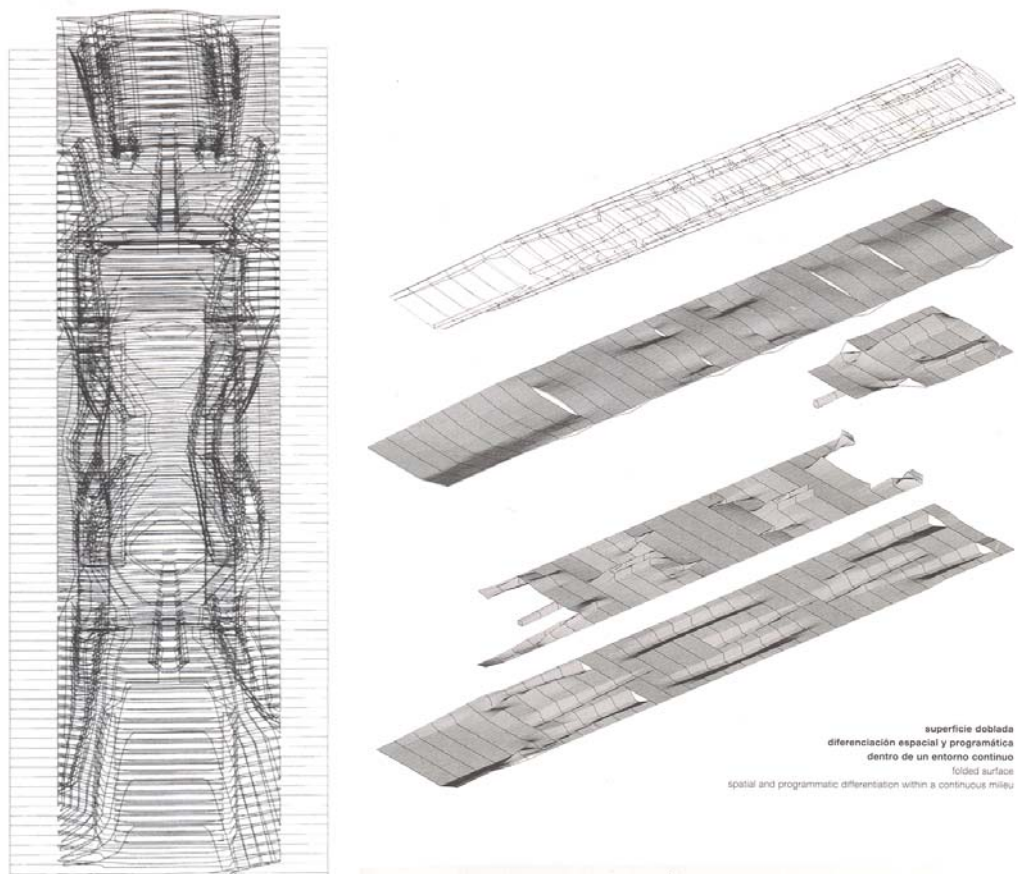 superficie doblada
diferenciación espacial y programática
dentro de un entorno continuo
folded surface
spatial and programmatic differentiation within a continuous milieu